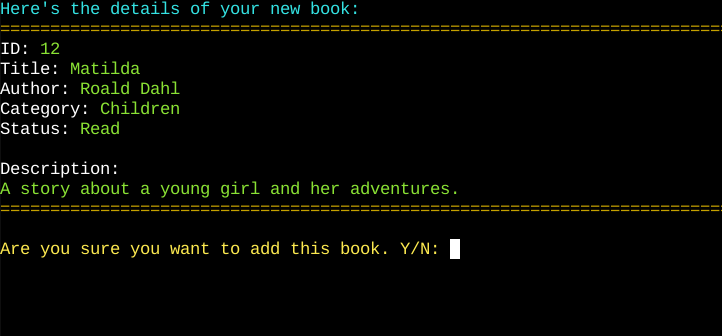 Here's the details of your new book:
========================================================================
ID: 12
Title: Matilda
Author: Roald Dahl
Category: Children
Status: Read
Description:
A story about a young girl and her adventures.
========================================================================
Are you sure you want to add this book. Y/N: